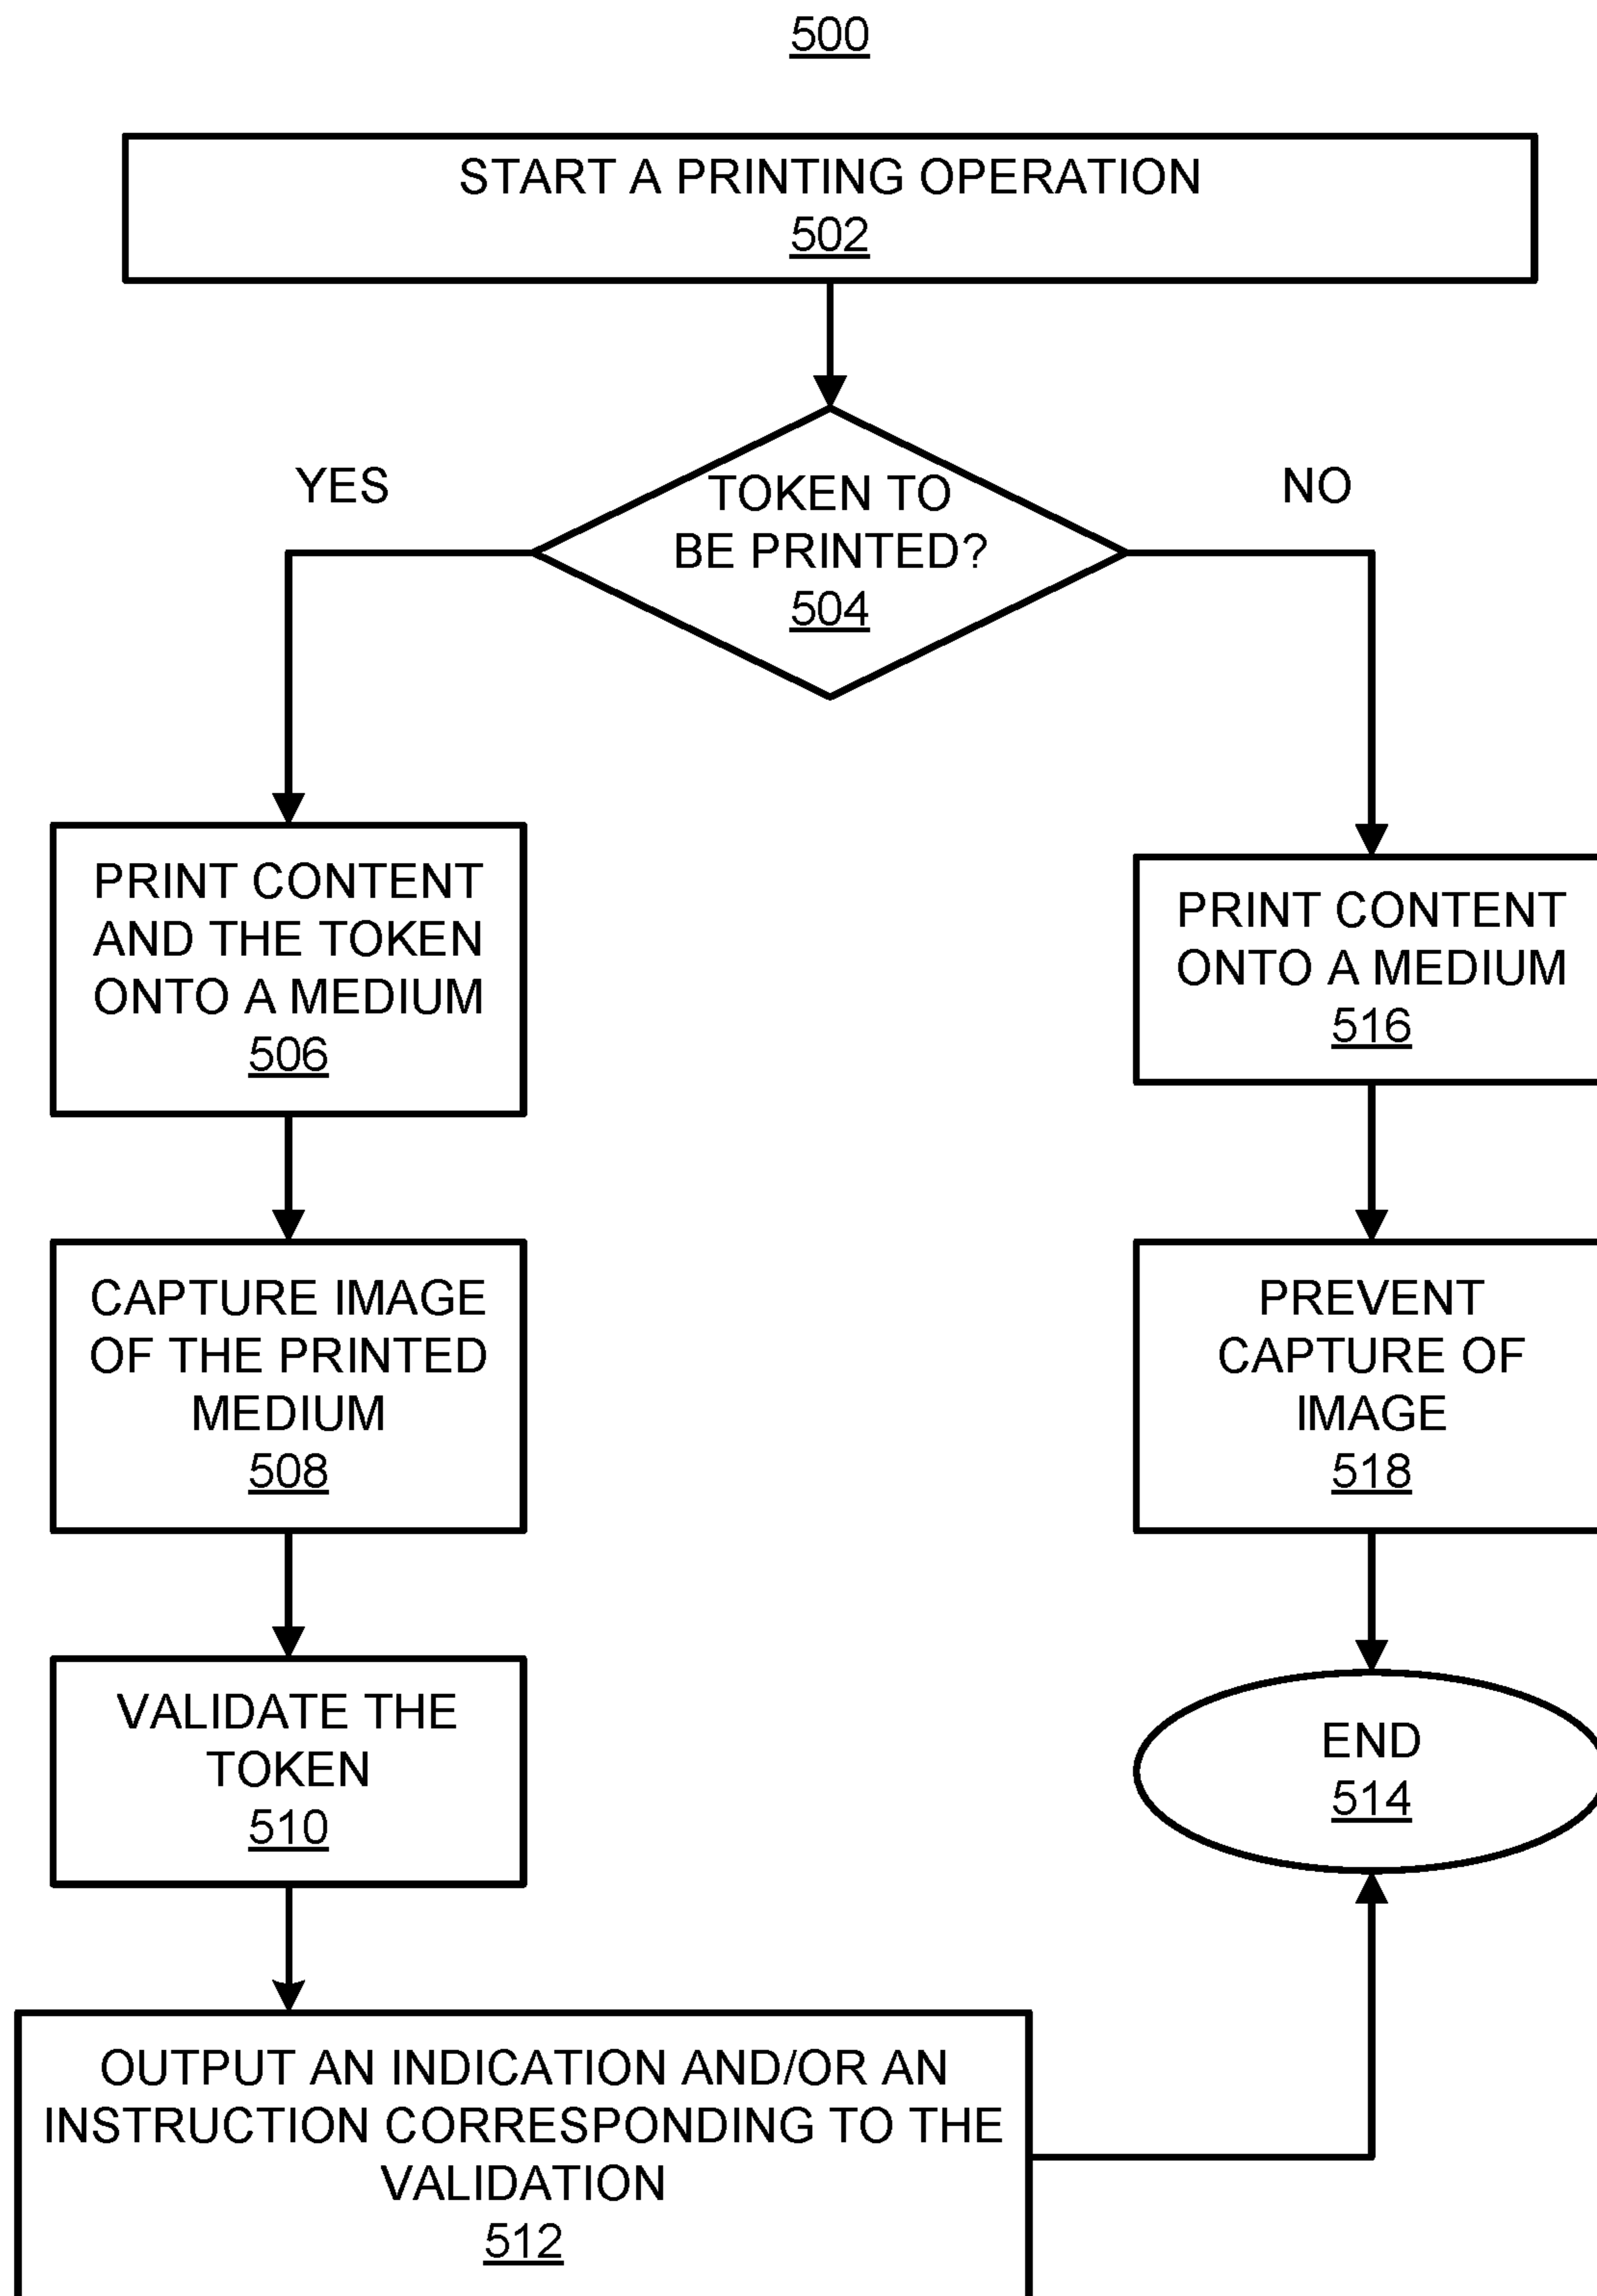 500
START A PRINTING OPERATION
502
YES
TOKEN TO
BE PRINTED?
504
NO
PRINT CONTENT
AND THE TOKEN
ONTO A MEDIUM
506
CAPTURE IMAGE
OF THE PRINTED
MEDIUM
508
VALIDATE THE
TOKEN
510
OUTPUT AN INDICATION AND/OR AN
INSTRUCTION CORRESPONDING TO THE
VALIDATION
512
PRINT CONTENT
ONTO A MEDIUM
516
PREVENT
CAPTURE OF
IMAGE
518
END
514